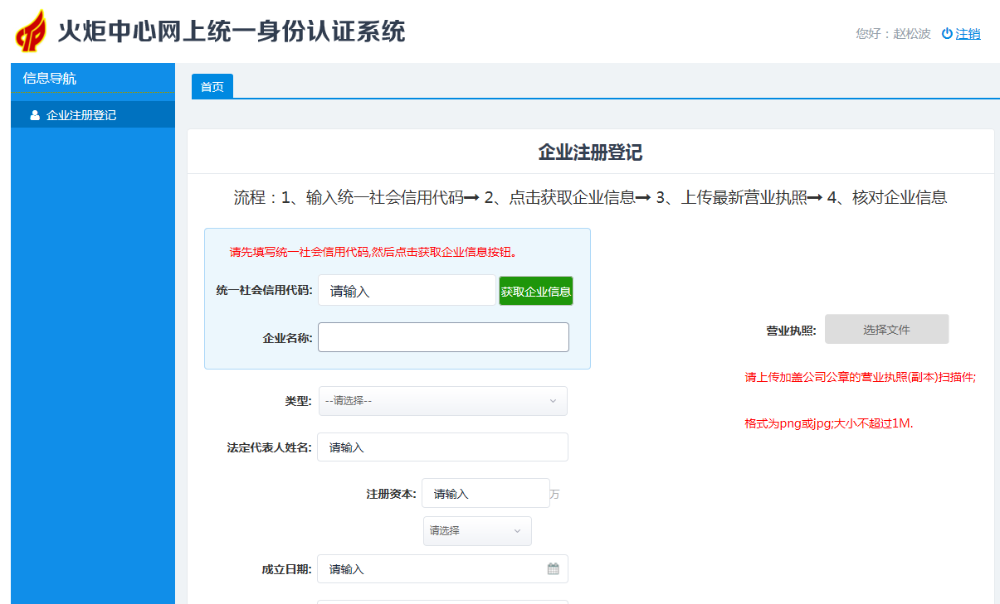 火炬中心网上统一身份认证系统
您好：赵松波 注销
信息导航
首页
企业注册登记
企业注册登记
流程：1、输入统一社会信用代码➞ 2、点击获取企业信息➞ 3、上传最新营业执照➞ 4、核对企业信息
请先填写统一社会信用代码,然后点击获取企业信息按钮。
统一社会信用代码: 请输入 获取企业信息
企业名称:
营业执照: 选择文件
请上传加盖公司公章的营业执照(副本)扫描件;
格式为png或jpg;大小不超过1M.
类型: --请选择--
法定代表人姓名: 请输入
注册资本: 请输入 万
请选择
成立日期: 请输入